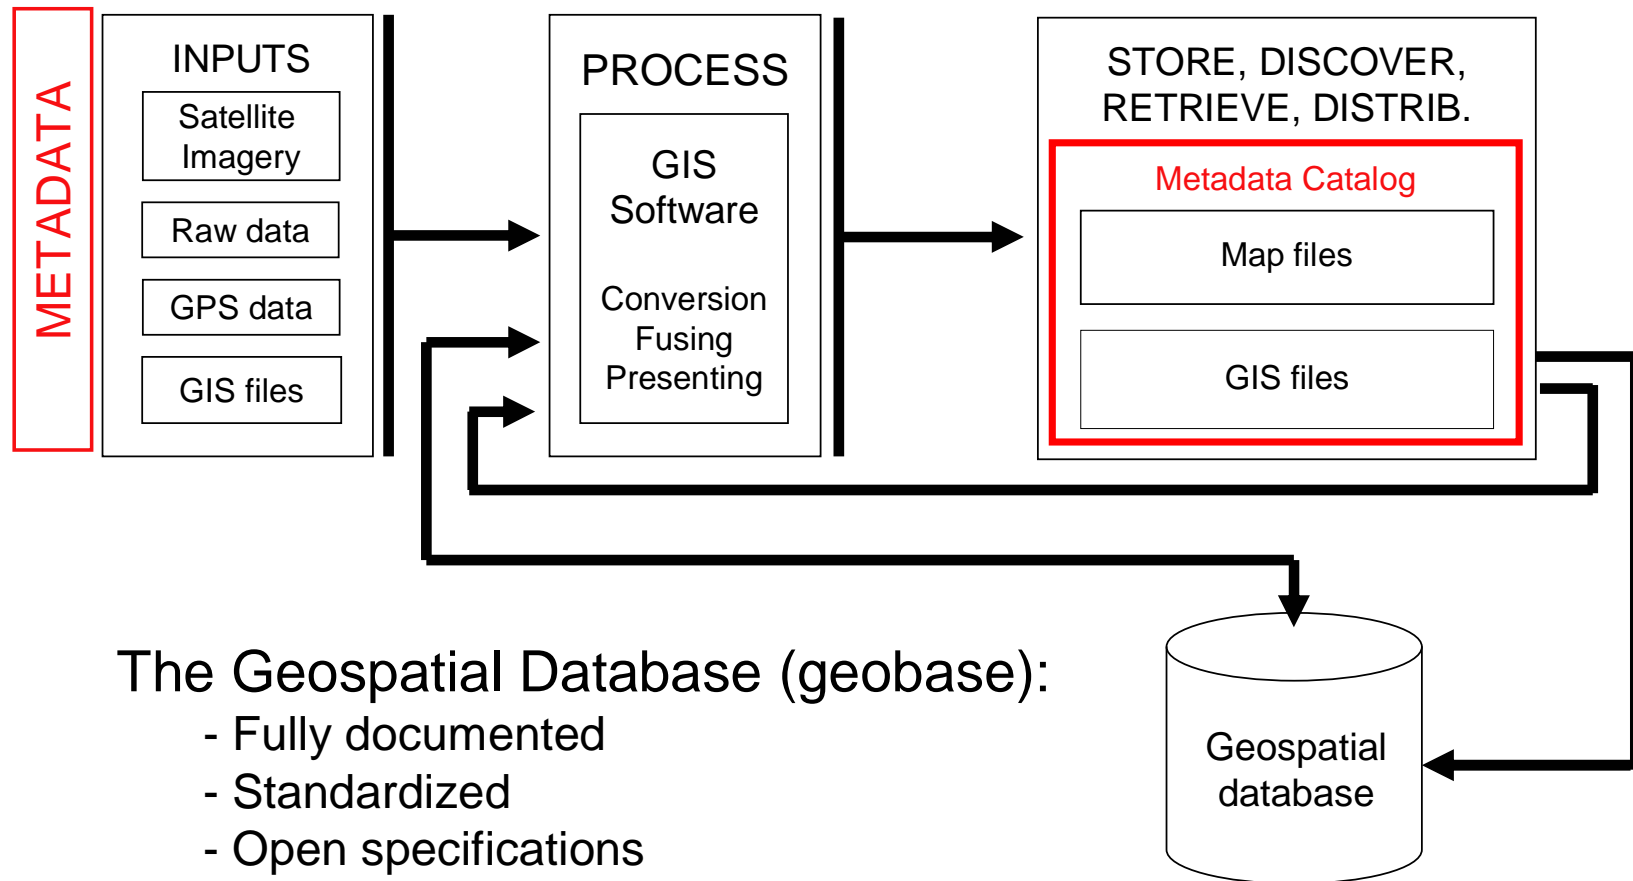 METADATA
INPUTS
Satellite
Imagery
Raw data
GPS data
GIS files
PROCESS
GIS
Software
Conversion
Fusing
Presenting
STORE, DISCOVER,
RETRIEVE, DISTRIB.
Metadata Catalog
Map files
GIS files
The Geospatial Database (geobase):
- Fully documented
- Standardized
- Open specifications
Geospatial
database